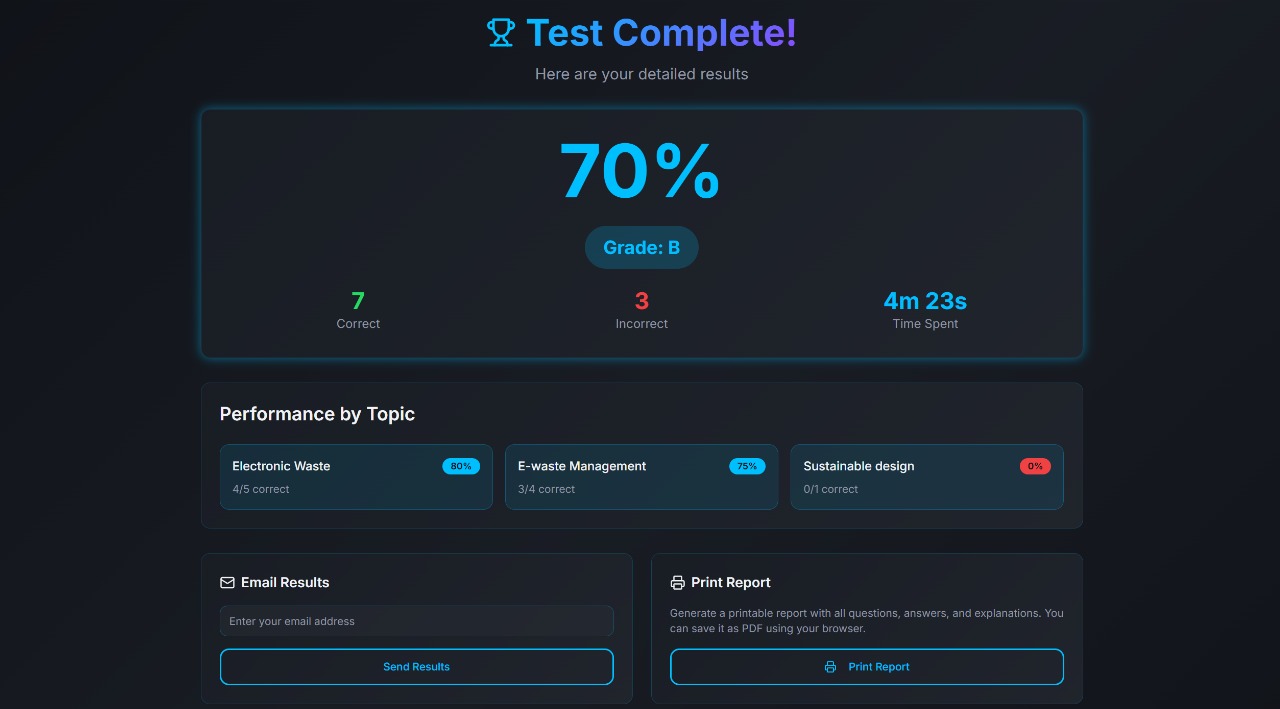 Test Complete!
Here are your detailed results
70%
Grade: B
7
Correct
3
Incorrect
4m 23s
Time Spent
Performance by Topic
Electronic Waste
80%
4/5 correct
E-waste Management
75%
3/4 correct
Sustainable design
0%
0/1 correct
Email Results
Enter your email address
Send Results
Print Report
Generate a printable report with all questions, answers, and explanations. You
can save it as PDF using your browser.
Print Report